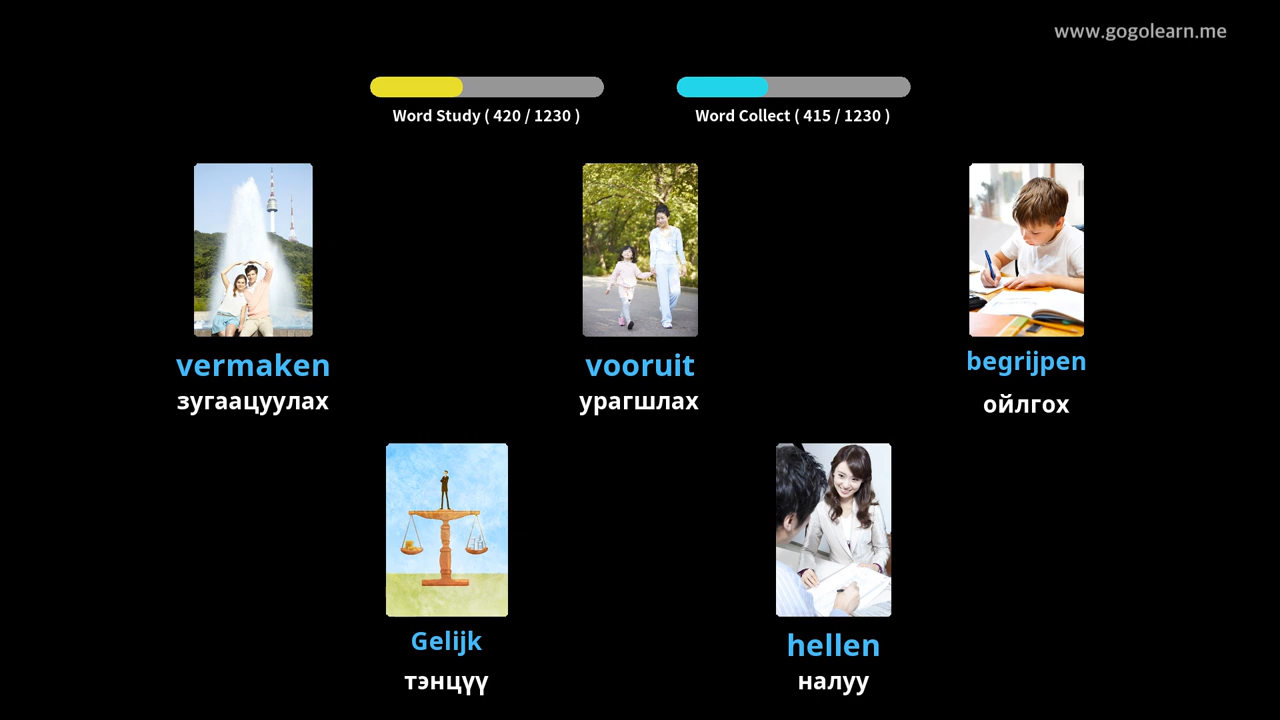 www.gogolearn.me
Word Study ( 420 / 1230 )
Word Collect ( 415 / 1230 )
vermaken
зугаацуулах
vooruit
урагшлах
begrijpen
ойлгох
Gelijk
тэнцүү
hellen
налуу